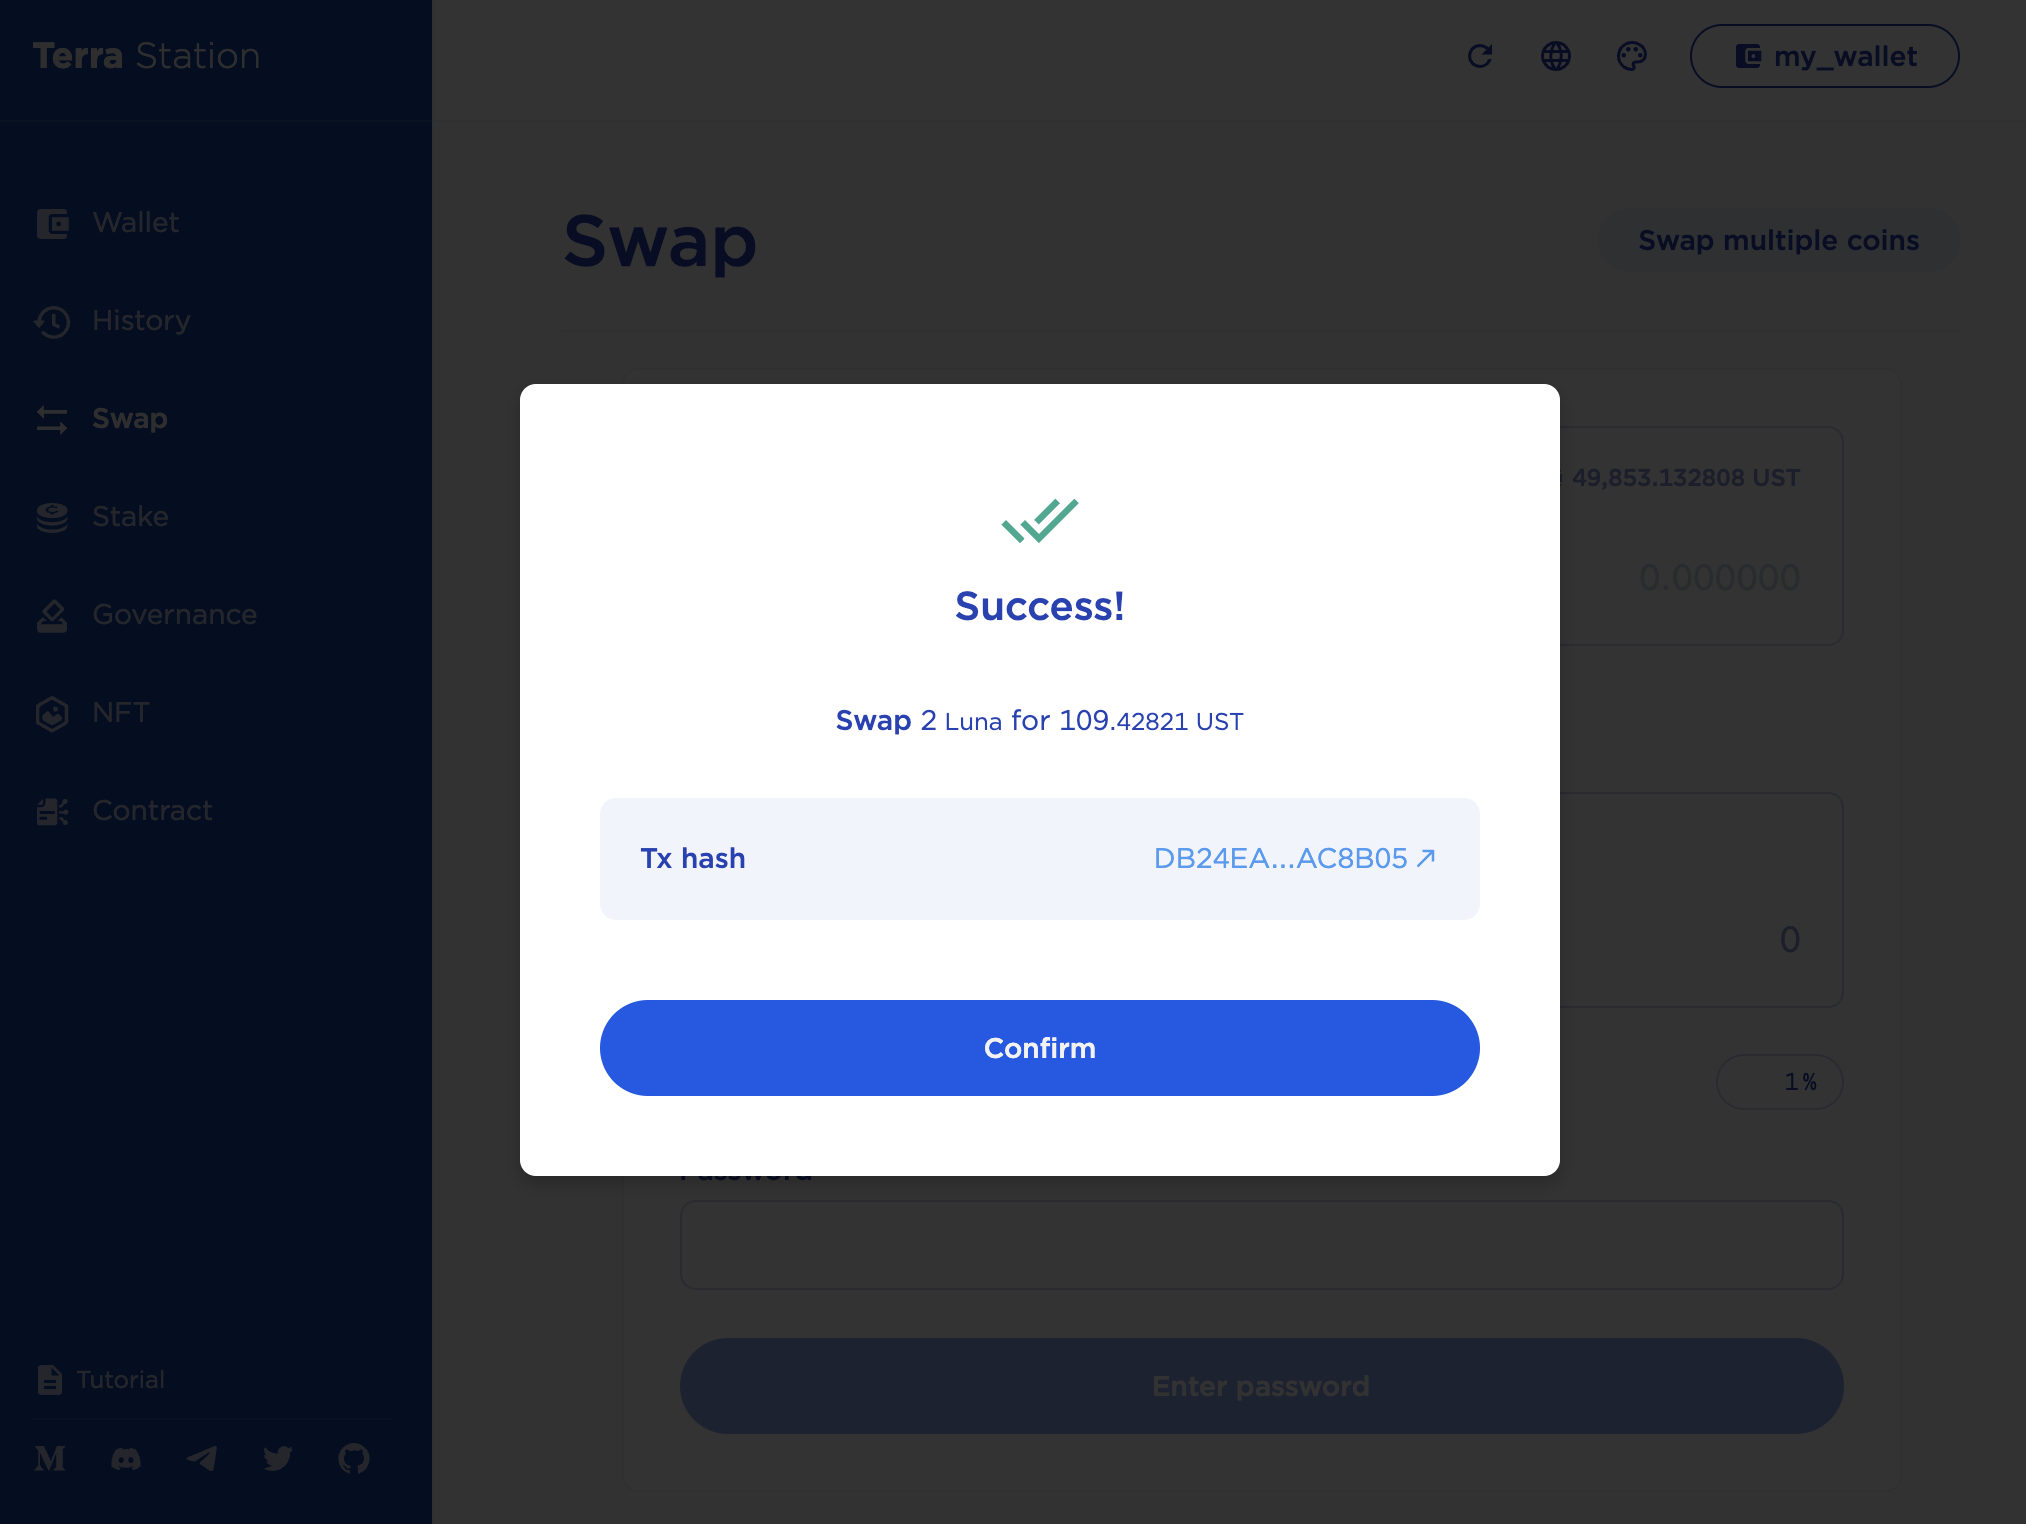 Terra Station
my_wallet
Wallet
History
Swap
Stake
Governance
NFT
Contract
Tutorial
Swap
Swap multiple coins
49,853.132808 UST
0.000000
0
1%
Password
Enter password
Success!
Swap 2 Luna for 109.42821 UST
Tx hash
DB24EA...AC8B05
Confirm